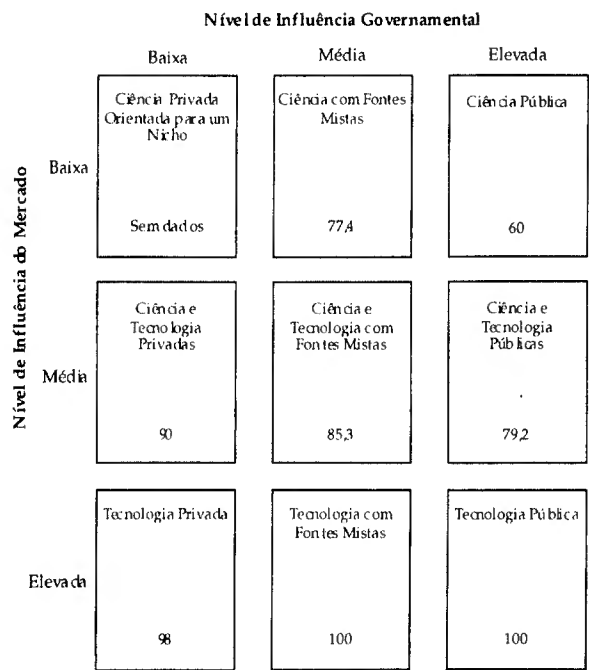 Nível de Influência Governamental
Baixa
Média
Elevada
Nível de Influência do Mercado
Baixa
Ciência Privada
Orientada para um
Nicho
Sem dados
Ciência com Fontes
Mistas
77,4
Ciência Pública
60
Média
Ciência e
Tecnologia
Privadas
90
Ciência e
Tecnologia com
Fontes Mistas
85,3
Ciência e
Tecnologia
Públicas
79,2
Elevada
Tecnologia Privada
98
Tecnologia com
Fontes Mistas
100
Tecnologia Pública
100